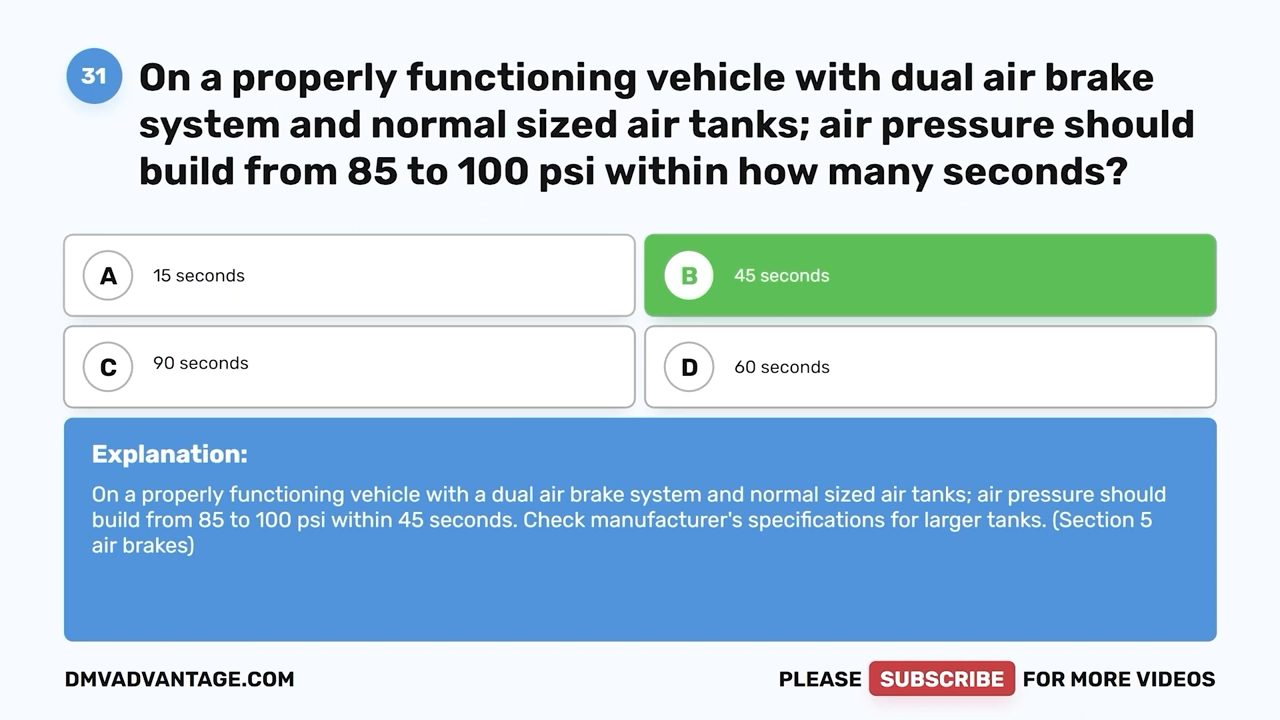 31
On a properly functioning vehicle with dual air brake
system and normal sized air tanks; air pressure should
build from 85 to 100 psi within how many seconds?
A 15 seconds
B 45 seconds
C 90 seconds
D 60 seconds
Explanation:
On a properly functioning vehicle with a dual air brake system and normal sized air tanks; air pressure should
build from 85 to 100 psi within 45 seconds. Check manufacturer's specifications for larger tanks. (Section 5
air brakes)
DMVADVANTAGE.COM
PLEASE SUBSCRIBE FOR MORE VIDEOS